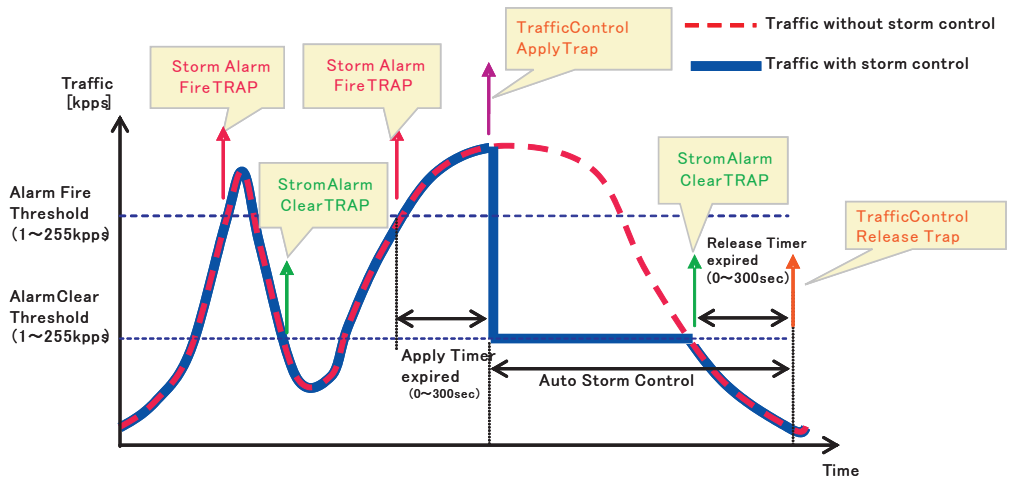 Traffic without storm control
Traffic with storm control
TrafficControl
ApplyTrap
Storm Alarm
FireTRAP
Storm Alarm
FireTRAP
Traffic
[kpps]
StromAlarm
ClearTRAP
StromAlarm
ClearTRAP
Alarm Fire
Threshold
(1～255kpps)
TrafficControl
Release Trap
Release Timer
expired
(0～300sec)
AlarmClear
Threshold
(1～255kpps)
Apply Timer
expired
(0～300sec)
Auto Storm Control
Time